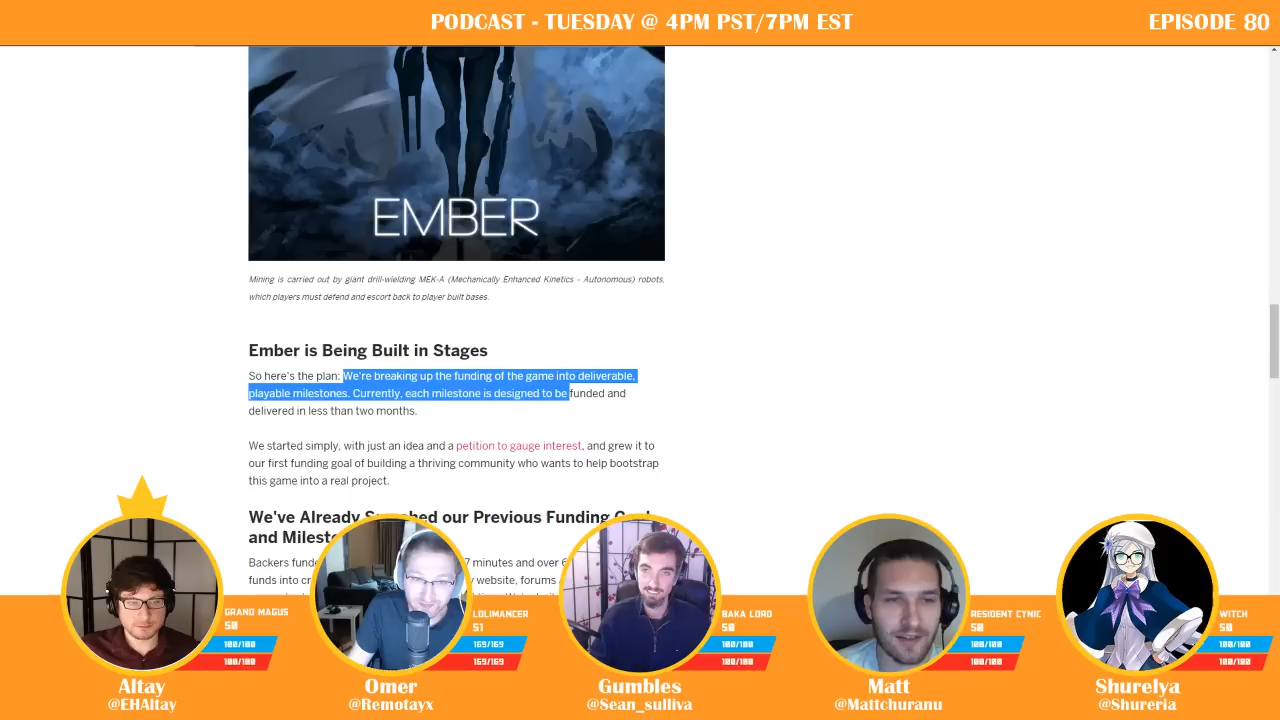 PODCAST - TUESDAY @ 4PM PST/7PM EST
EPISODE 80
EMBER
Mining is carried out by giant drill-wielding MEK-A (Mechanically Enhanced Kinetics - Autonomous) robots,
which players must defend and escort back to player built bases.
Ember is Being Built in Stages
So here's the plan: We're breaking up the funding of the game into deliverable,
playable milestones. Currently, each milestone is designed to be funded and
delivered in less than two months.
We started simply, with just an idea and a petition to gauge interest, and grew it to
our first funding goal of building a thriving community who wants to help bootstrap
this game into a real project.
We've Already our Previous Funding
and
Backers 7 minutes and over
funds into website, forums
GRAND MAGUS
50
100/100
100/100
Altay
@EHAltay
LOLIMANCER
51
169/169
169/169
Omer
@Remotayx
BAKA LORD
50
100/100
100/100
Gumbles
@Sean_sulliva
RESIDENT CYNIC
50
100/100
100/100
Matt
@Mattchuranu
WITCH
50
100/100
100/100
Shurelya
@Shureria